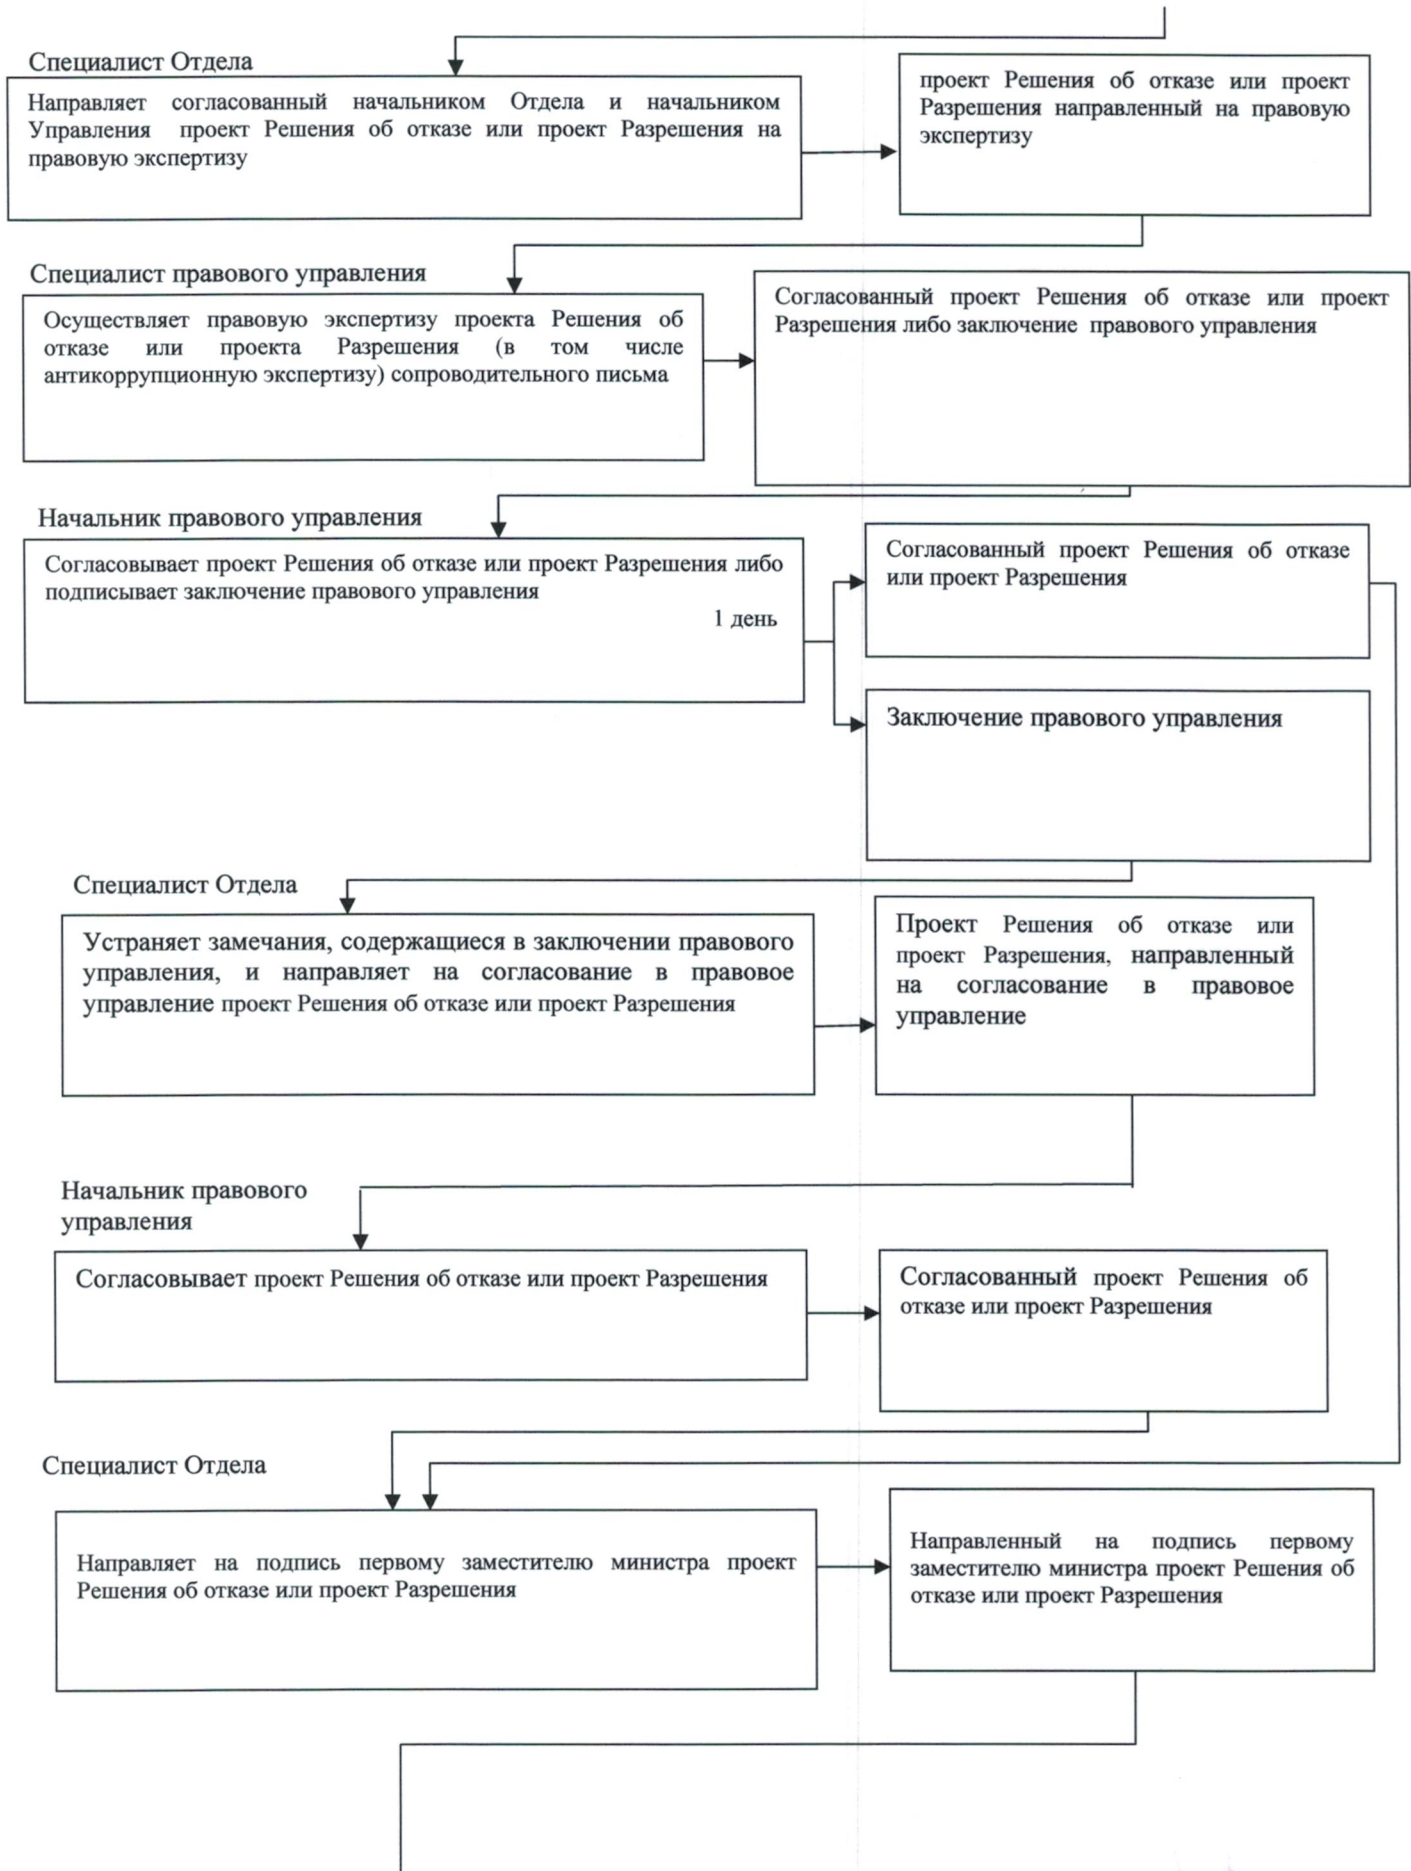 Специалист Отдела
Направляет согласованный начальником Отдела и начальником
Управления проект Решения об отказе или проект Разрешения на
правовую экспертизу
проект Решения об отказе или проект
Разрешения направленный на правовую
экспертизу
Специалист правового управления
Осуществляет правовую экспертизу проекта Решения об
отказе или проекта Разрешения (в том числе
антикоррупционную экспертизу) сопроводительного письма
Согласованный проект Решения об отказе или проект
Разрешения либо заключение правового управления
Начальник правового управления
Согласовывает проект Решения об отказе или проект Разрешения либо
подписывает заключение правового управления
1 день
Согласованный проект Решения об отказе
или проект Разрешения
Заключение правового управления
Специалист Отдела
Устраняет замечания, содержащиеся в заключении правового
управления, и направляет на согласование в правовое
управление проект Решения об отказе или проект Разрешения
Проект Решения об отказе или
проект Разрешения, направленный
на согласование в правовое
управление
Начальник правового
управления
Согласовывает проект Решения об отказе или проект Разрешения
Согласованный проект Решения об
отказе или проект Разрешения
Специалист Отдела
Направляет на подпись первому заместителю министра проект
Решения об отказе или проект Разрешения
Направленный на подпись первому
заместителю министра проект Решения об
отказе или проект Разрешения